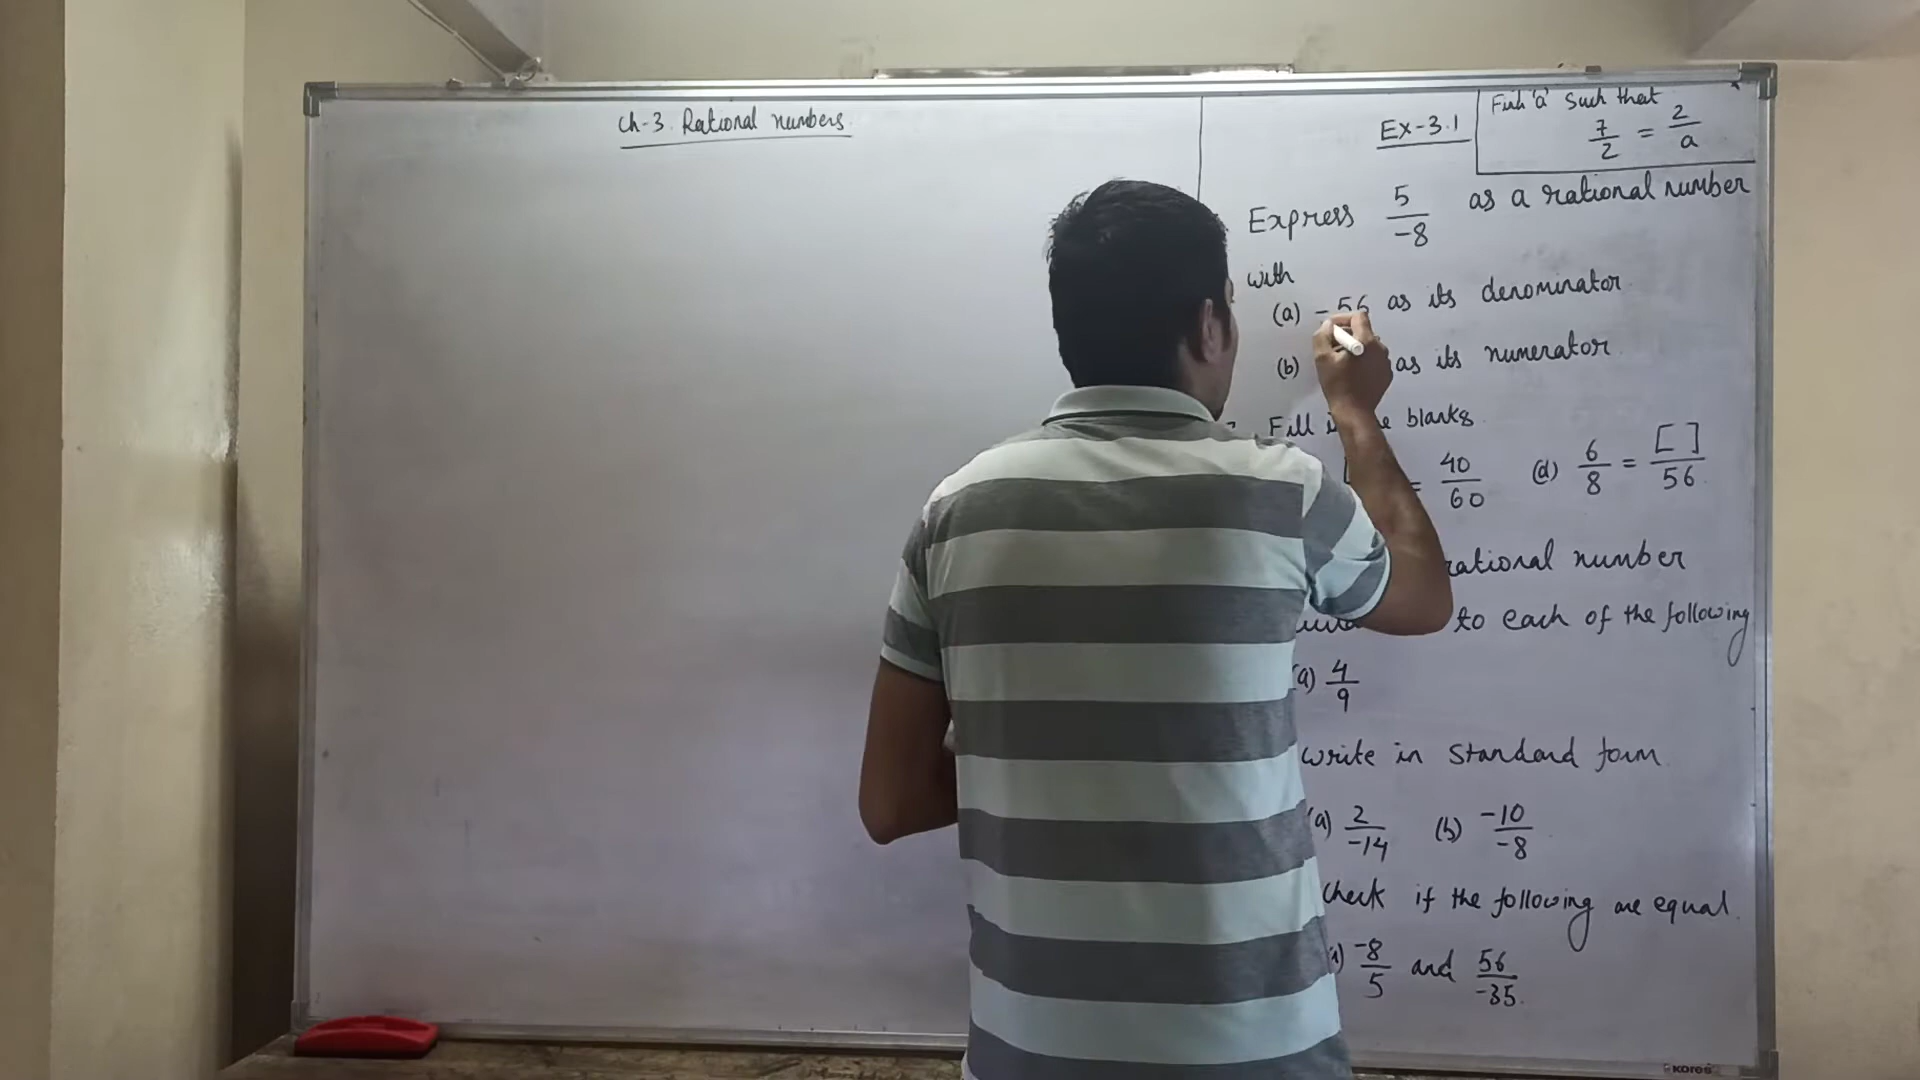 Ch-3. Rational numbers.
Ex-3.1
Find 'a' such that
7/2 = 2/a
Express 5/-8 as a rational number
with
(a) -56 as its denominator
(b) as its numerator
Fill blanks.
= 40/60 (d) 6/8 = [ ]/56
rational number
to each of the following
(a) 4/9
write in standard form.
(a) 2/-14 (b) -10/-8
check if the following are equal.
-8/5 and 56/-35.
KORES